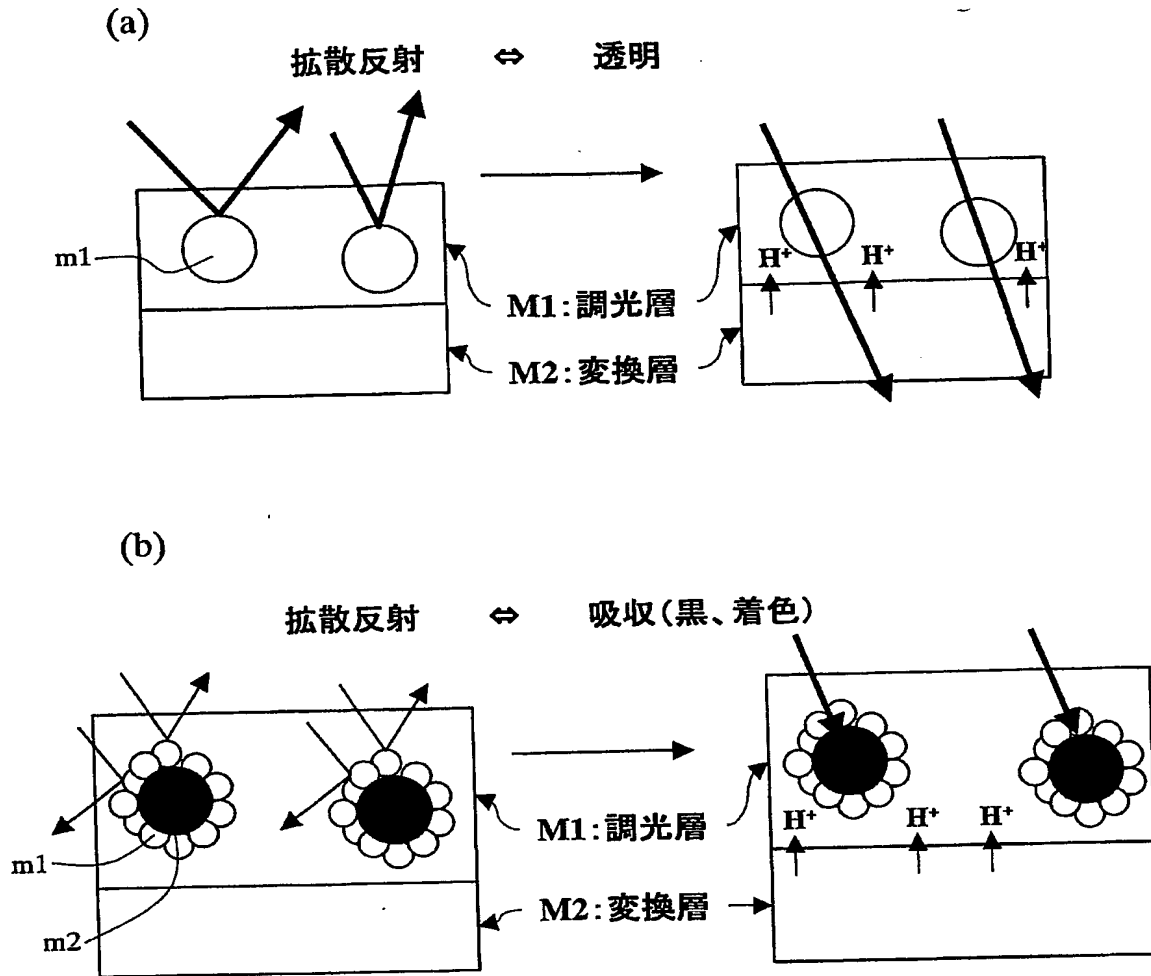 (a)
拡散反射 ⇔ 透明
m1
H⁺ H⁺ H⁺
M1:調光層
M2:変換層
(b)
拡散反射 ⇔ 吸収(黒、着色)
M1:調光層
H⁺ H⁺ H⁺
m1
M2:変換層
m2